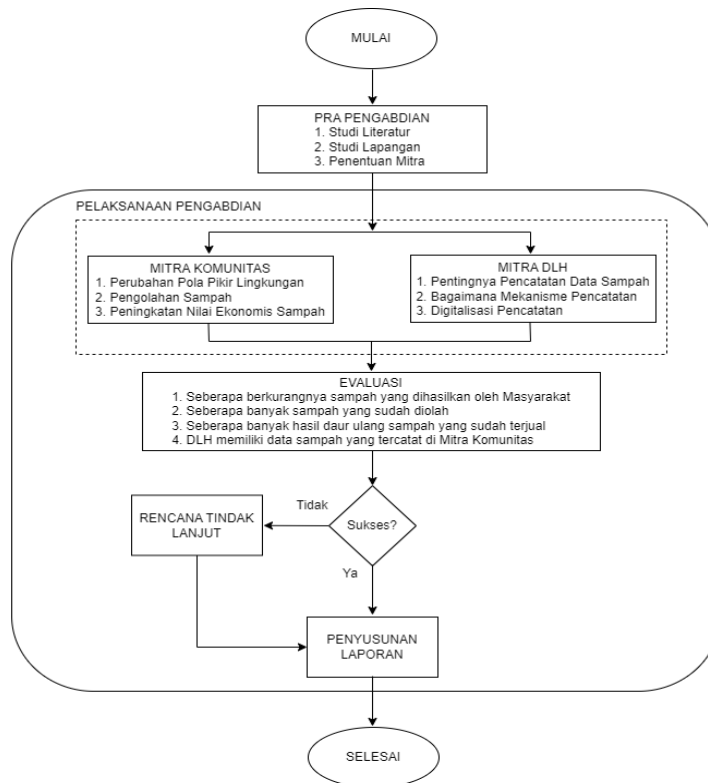 MULAI
PRA PENGABDIAN
1. Studi Literatur
2. Studi Lapangan
3. Penentuan Mitra
PELAKSANAAN PENGABDIAN
MITRA KOMUNITAS
1. Perubahan Pola Pikir Lingkungan
2. Pengolahan Sampah
3. Peningkatan Nilai Ekonomis Sampah
MITRA DLH
1. Pentingnya Pencatatan Data Sampah
2. Bagaimana Mekanisme Pencatatan
3. Digitalisasi Pencatatan
EVALUASI
1. Seberapa berkurangnya sampah yang dihasilkan oleh Masyarakat
2. Seberapa banyak sampah yang sudah diolah
3. Seberapa banyak hasil daur ulang sampah yang sudah terjual
4. DLH memiliki data sampah yang tercatat di Mitra Komunitas
Tidak
Sukses?
RENCANA TINDAK
LANJUT
Ya
PENYUSUNAN
LAPORAN
SELESAI